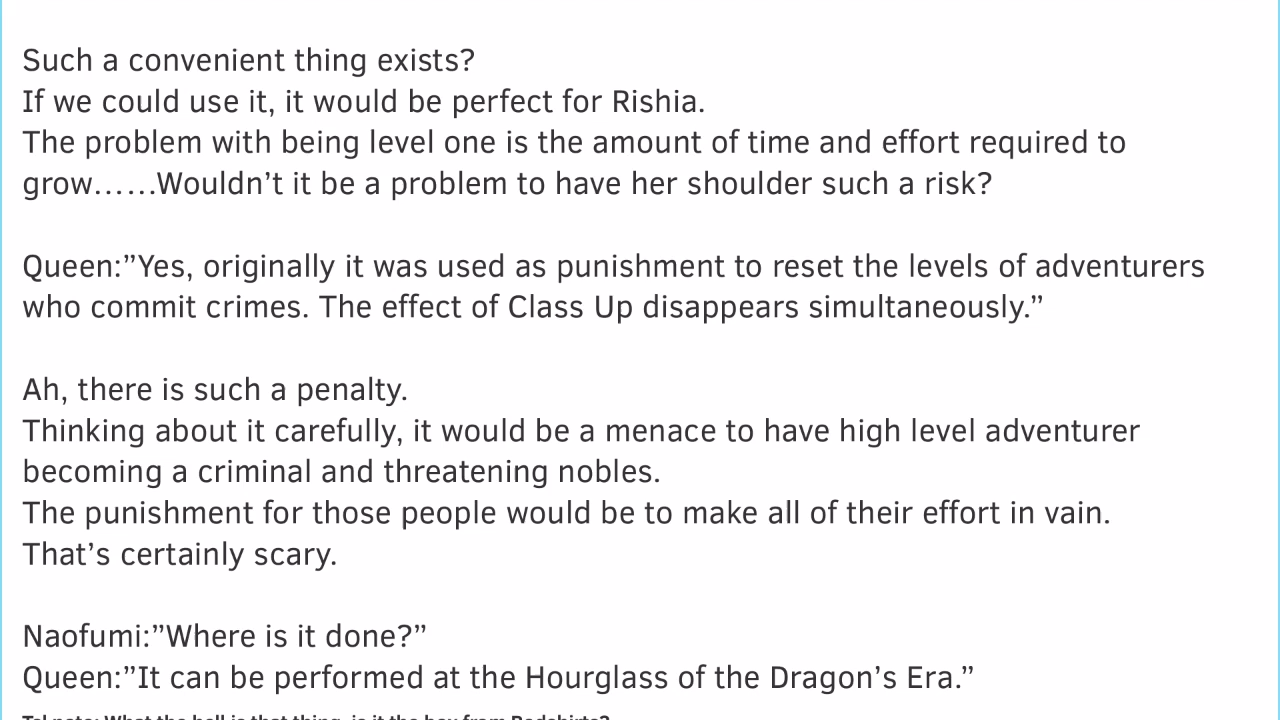 Such a convenient thing exists?
If we could use it, it would be perfect for Rishia.
The problem with being level one is the amount of time and effort required to
grow……Wouldn’t it be a problem to have her shoulder such a risk?
Queen:”Yes, originally it was used as punishment to reset the levels of adventurers
who commit crimes. The effect of Class Up disappears simultaneously.”
Ah, there is such a penalty.
Thinking about it carefully, it would be a menace to have high level adventurer
becoming a criminal and threatening nobles.
The punishment for those people would be to make all of their effort in vain.
That’s certainly scary.
Naofumi:”Where is it done?”
Queen:”It can be performed at the Hourglass of the Dragon’s Era.”